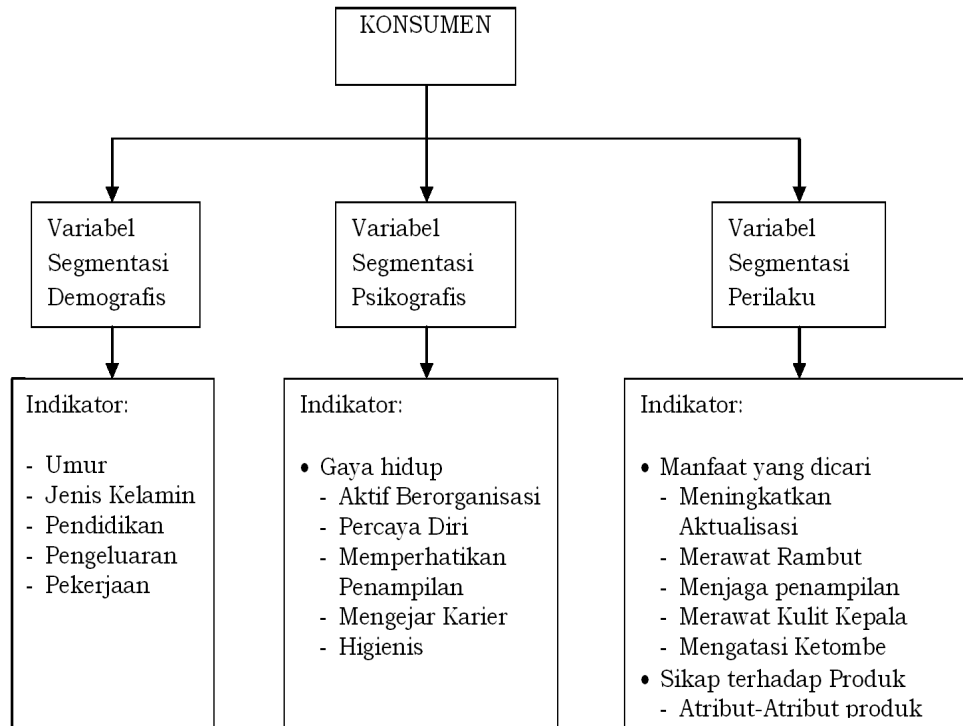 KONSUMEN
Variabel
Segmentasi
Demografis
Variabel
Segmentasi
Psikografis
Variabel
Segmentasi
Perilaku
Indikator:
- Umur
- Jenis Kelamin
- Pendidikan
- Pengeluaran
- Pekerjaan
Indikator:
• Gaya hidup
- Aktif Berorganisasi
- Percaya Diri
- Memperhatikan
Penampilan
- Mengejar Karier
- Higienis
Indikator:
• Manfaat yang dicari
- Meningkatkan
Aktualisasi
- Merawat Rambut
- Menjaga penampilan
- Merawat Kulit Kepala
- Mengatasi Ketombe
• Sikap terhadap Produk
- Atribut-Atribut produk